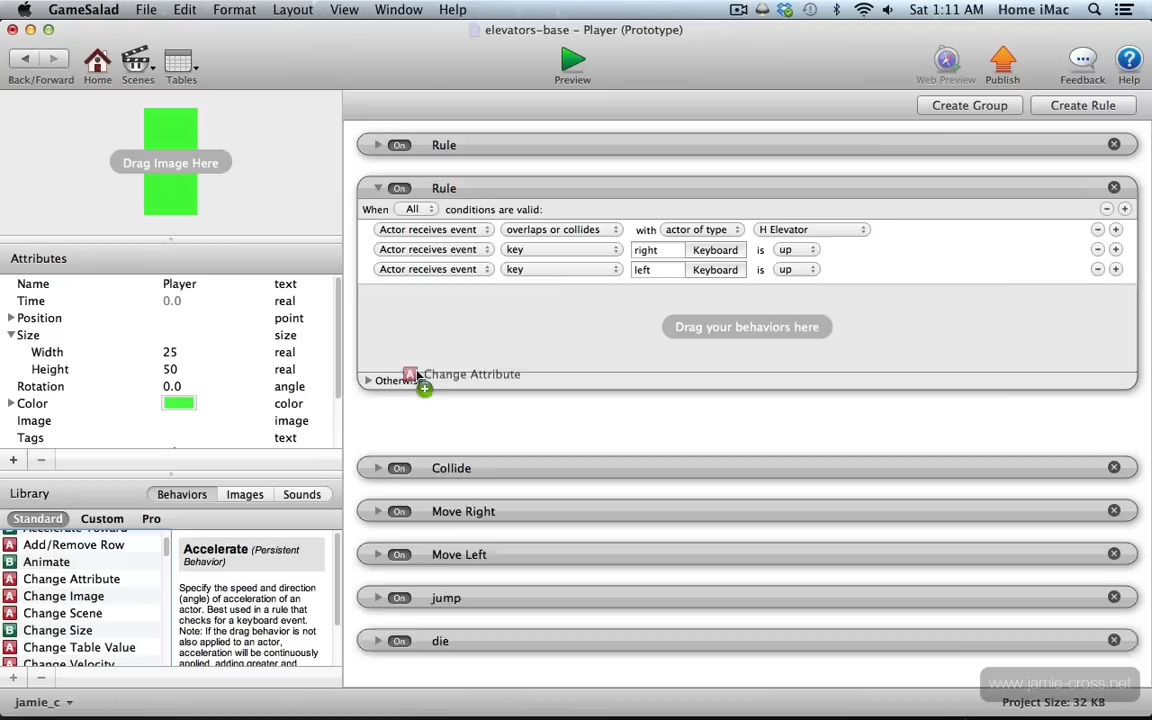 GameSalad File Edit Format Layout View Window Help Sat 1:11 AM Home iMac
elevators-base – Player (Prototype)
Back/Forward Home Scenes Tables Preview Web Preview Publish Feedback Help
Create Group Create Rule
Drag Image Here
Attributes
Name Player text
Time 0.0 real
Position point
Size size
Width 25 real
Height 50 real
Rotation 0.0 angle
Color color
Image image
Tags text
Library Behaviors Images Sounds
Standard Custom Pro
Add/Remove Row
Animate
Change Attribute
Change Image
Change Scene
Change Size
Change Table Value
Change Velocity
Accelerate (Persistent
Behavior)
Specify the speed and direction
(angle) of acceleration of an
actor. Best used in a rule that
checks for a keyboard event.
Note: If the drag behavior is not
also applied to an actor,
acceleration will be continuously
applied, adding greater and
On Rule
On Rule
When All conditions are valid:
Actor receives event overlaps or collides with actor of type H Elevator
Actor receives event key right Keyboard is up
Actor receives event key left Keyboard is up
Drag your behaviors here
A Change Attribute
On Collide
On Move Right
On Move Left
On jump
On die
www.jamie-cross.net
jamie_c Project Size: 32 KB